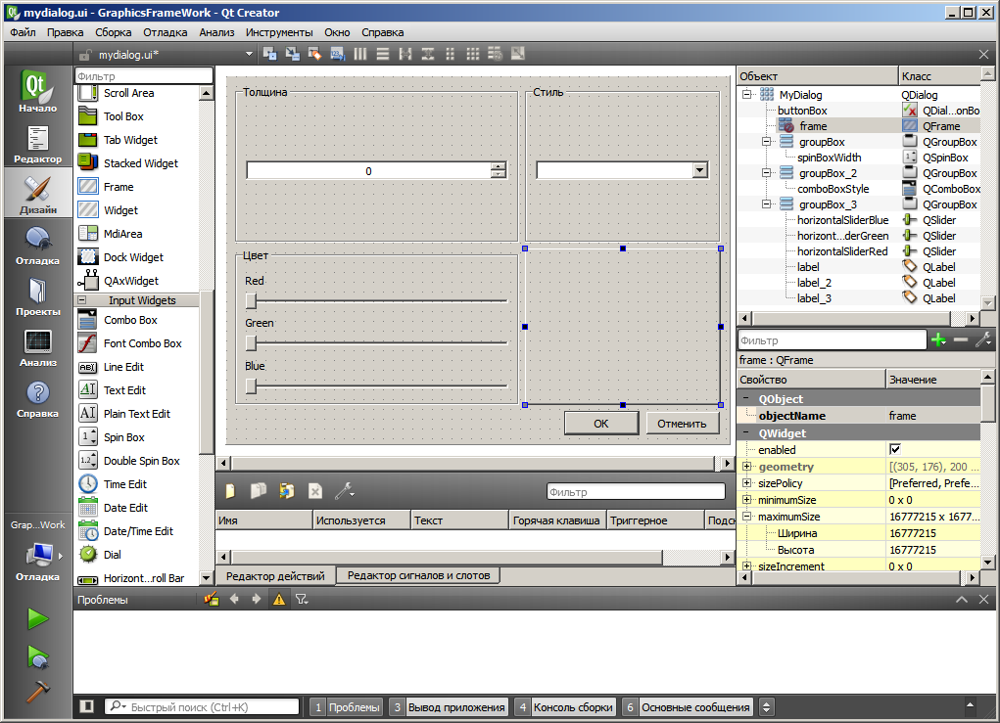 mydialog.ui - GraphicsFrameWork - Qt Creator
Файл Правка Сборка Отладка Анализ Инструменты Окно Справка
mydialog.ui*
Начало
Редактор
Дизайн
Отладка
Проекты
Анализ
Справка
Grap...Work
Отладка
Фильтр
Scroll Area
Tool Box
Tab Widget
Stacked Widget
Frame
Widget
MdiArea
Dock Widget
QAxWidget
Input Widgets
Combo Box
Font Combo Box
Line Edit
Text Edit
Plain Text Edit
Spin Box
Double Spin Box
Time Edit
Date Edit
Date/Time Edit
Dial
Horizont...roll Bar
Толщина
0
Стиль
Цвет
Red
Green
Blue
OK Отменить
Фильтр
Имя Используется Текст Горячая клавиша Триггерное Подск
Редактор действий Редактор сигналов и слотов
Объект Класс
MyDialog QDialog
buttonBox QDial...onBo
frame QFrame
groupBox QGroupBox
spinBoxWidth QSpinBox
groupBox_2 QGroupBox
comboBoxStyle QComboBox
groupBox_3 QGroupBox
horizontalSliderBlue QSlider
horizont...derGreen QSlider
horizontalSliderRed QSlider
label QLabel
label_2 QLabel
label_3 QLabel
Фильтр
frame : QFrame
Свойство Значение
QObject
objectName frame
QWidget
enabled
geometry [(305, 176), 200
sizePolicy [Preferred, Prefe...
minimumSize 0 x 0
maximumSize 16777215 x 1677...
Ширина 16777215
Высота 16777215
sizeIncrement 0 x 0
Проблемы
Быстрый поиск (Ctrl+K)
1 Проблемы 3 Вывод приложения 4 Консоль сборки 6 Основные сообщения